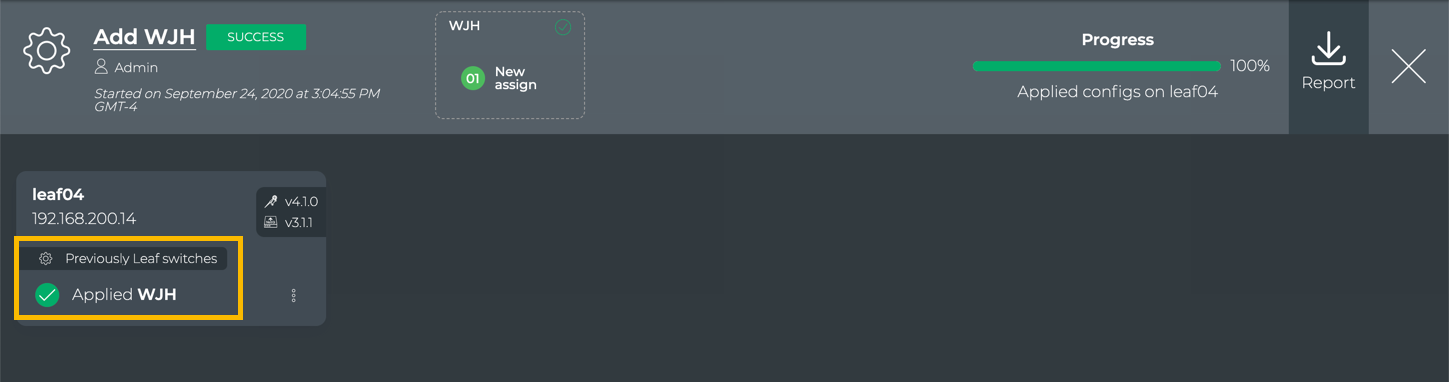 Add WJH
SUCCESS
Admin
Started on September 24, 2020 at 3:04:55 PM
GMT-4
WJH
01
New
assign
Progress
100%
Applied configs on leaf04
Report
leaf04
192.168.200.14
v4.1.0
v3.1.1
Previously Leaf switches
Applied WJH